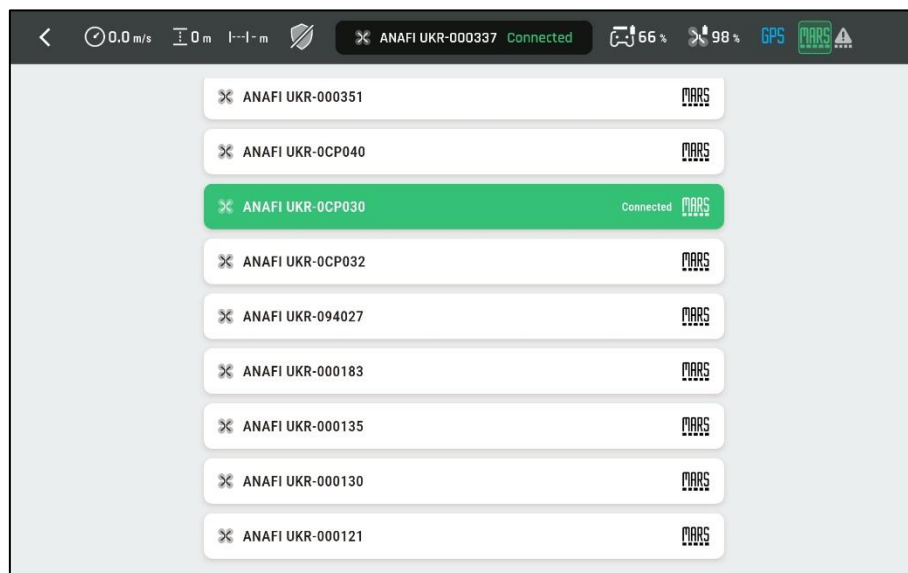 0.0 m/s 0 m - m ANAFI UKR-000337 Connected 66 % 98 % GPS MARS
ANAFI UKR-000351 MARS
ANAFI UKR-0CP040 MARS
ANAFI UKR-0CP030 Connected MARS
ANAFI UKR-0CP032 MARS
ANAFI UKR-094027 MARS
ANAFI UKR-000183 MARS
ANAFI UKR-000135 MARS
ANAFI UKR-000130 MARS
ANAFI UKR-000121 MARS